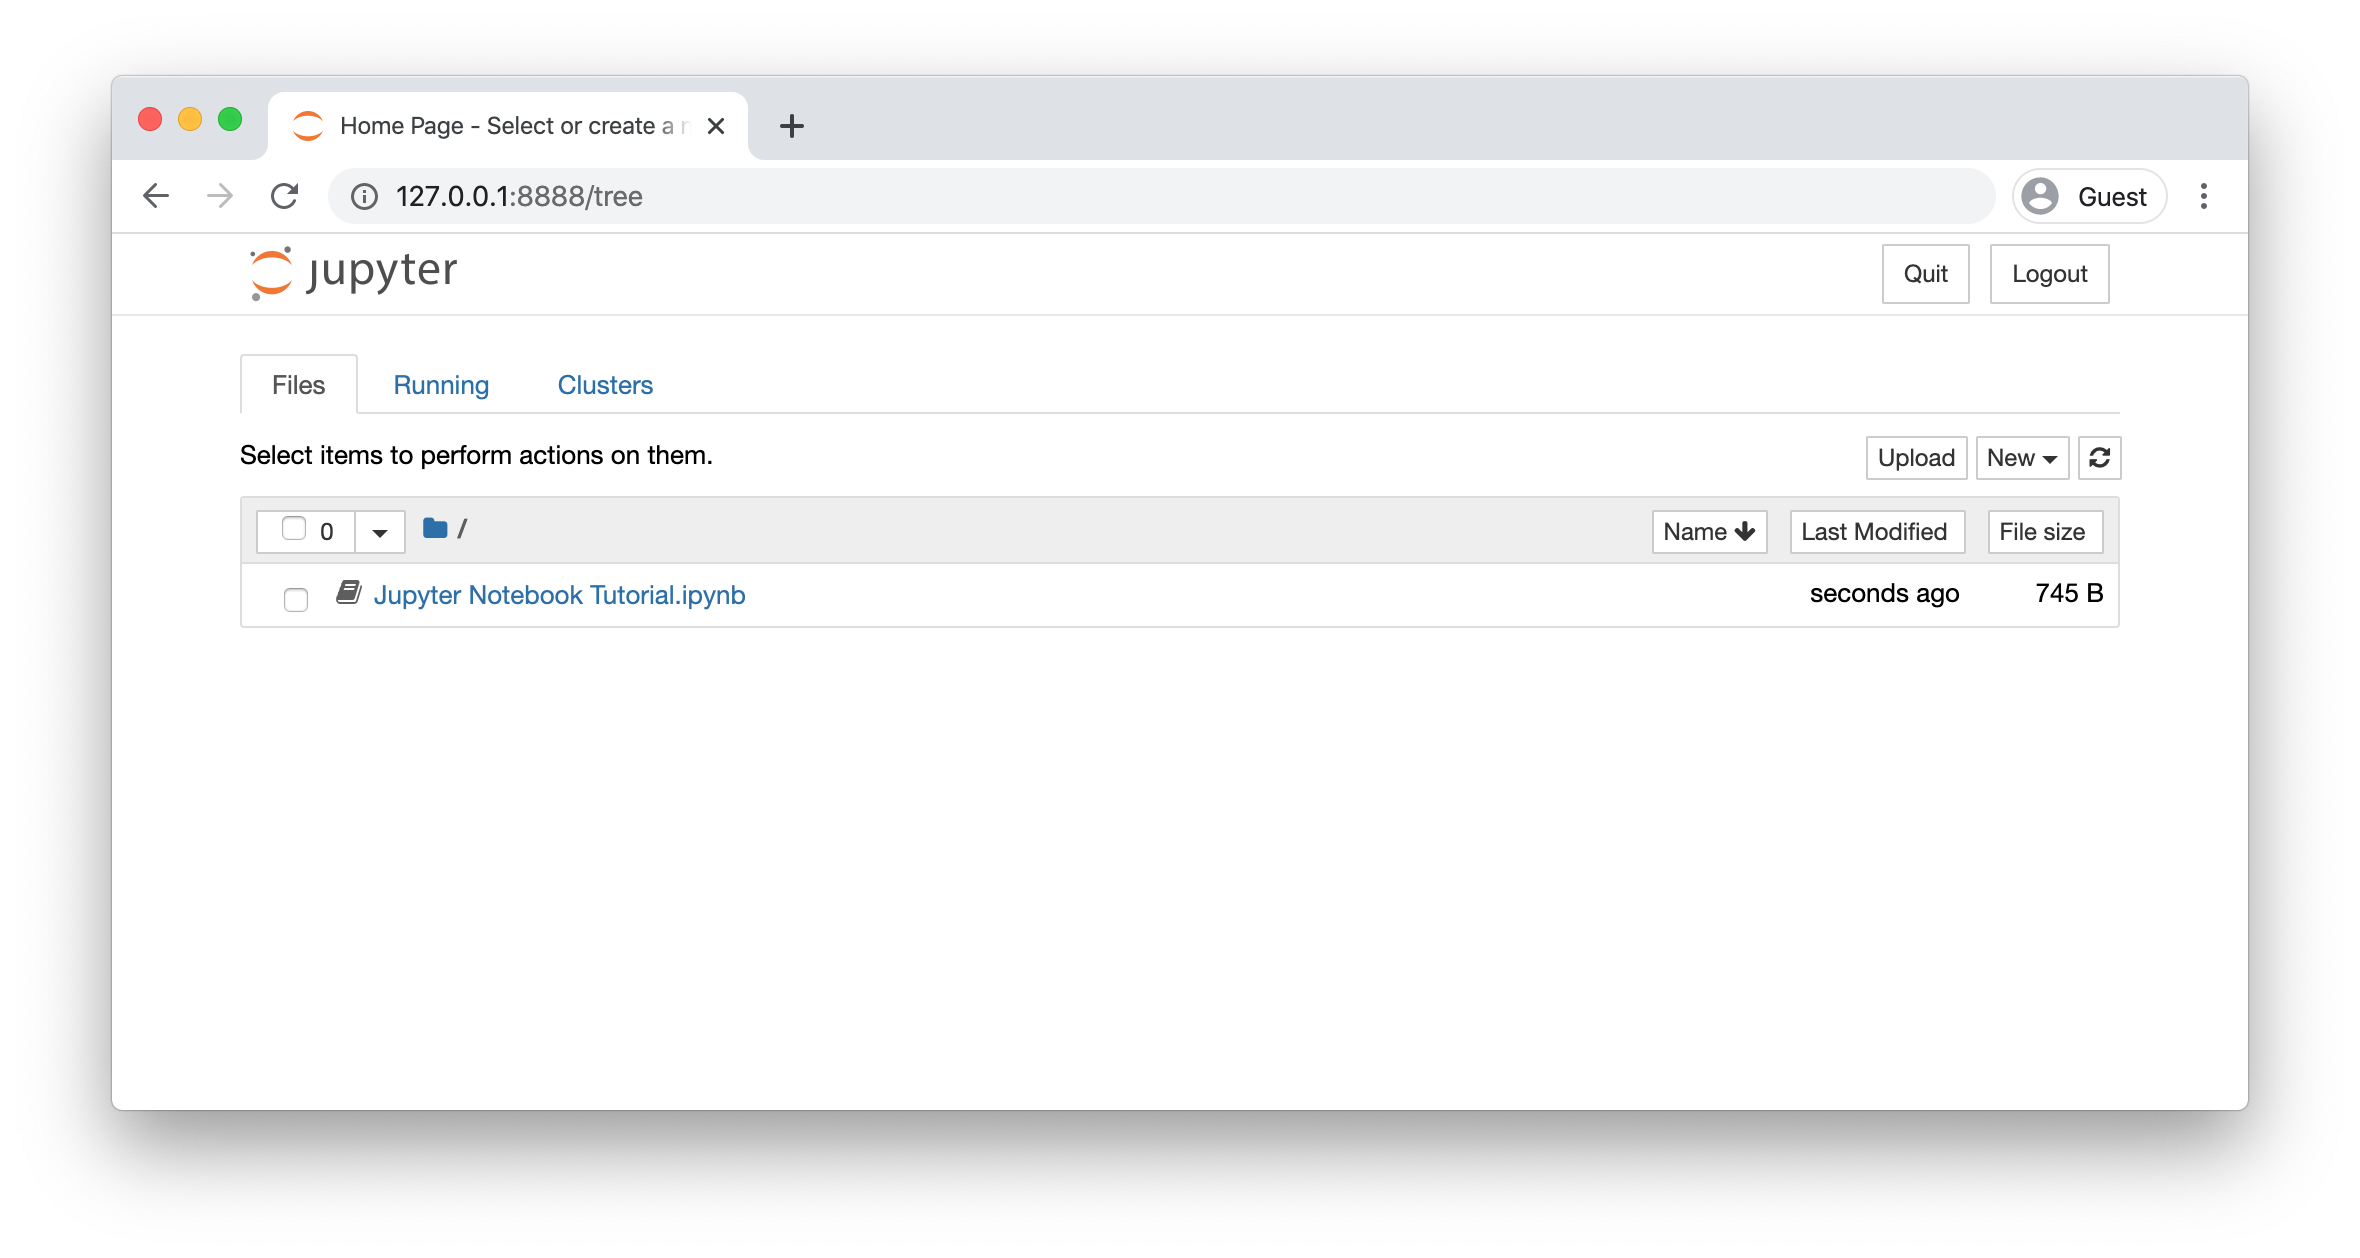 Home Page - Select or create a
127.0.0.1:8888/tree
Guest
jupyter
Quit
Logout
Files
Running
Clusters
Select items to perform actions on them.
Upload
New
0
/
Name
Last Modified
File size
Jupyter Notebook Tutorial.ipynb
seconds ago
745 B